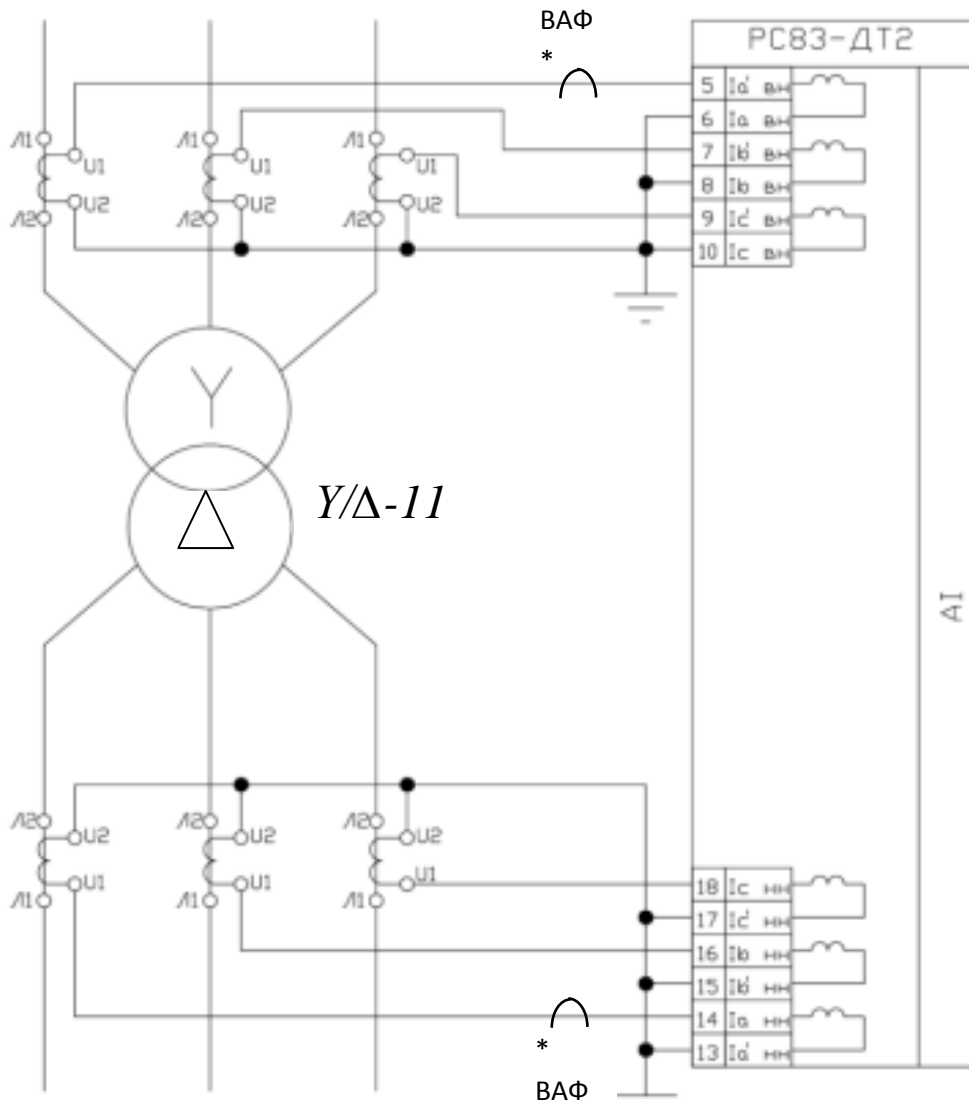 ВАФ
*
РС83-ДТ2
5 Ia' вн
6 Ia вн
7 Ib' вн
8 Ib вн
9 Ic' вн
10 Ic вн
Л1 U1 Л1 U1 Л1 U1
Л2 U2 Л2 U2 Л2 U2
Y
Y/Δ-11
AI
Л2 U2 Л2 U2 Л2 U2
Л1 U1 Л1 U1 Л1 U1
18 Ic нн
17 Ic' нн
16 Ib нн
15 Ib' нн
14 Ia нн
13 Ia' нн
*
ВАФ